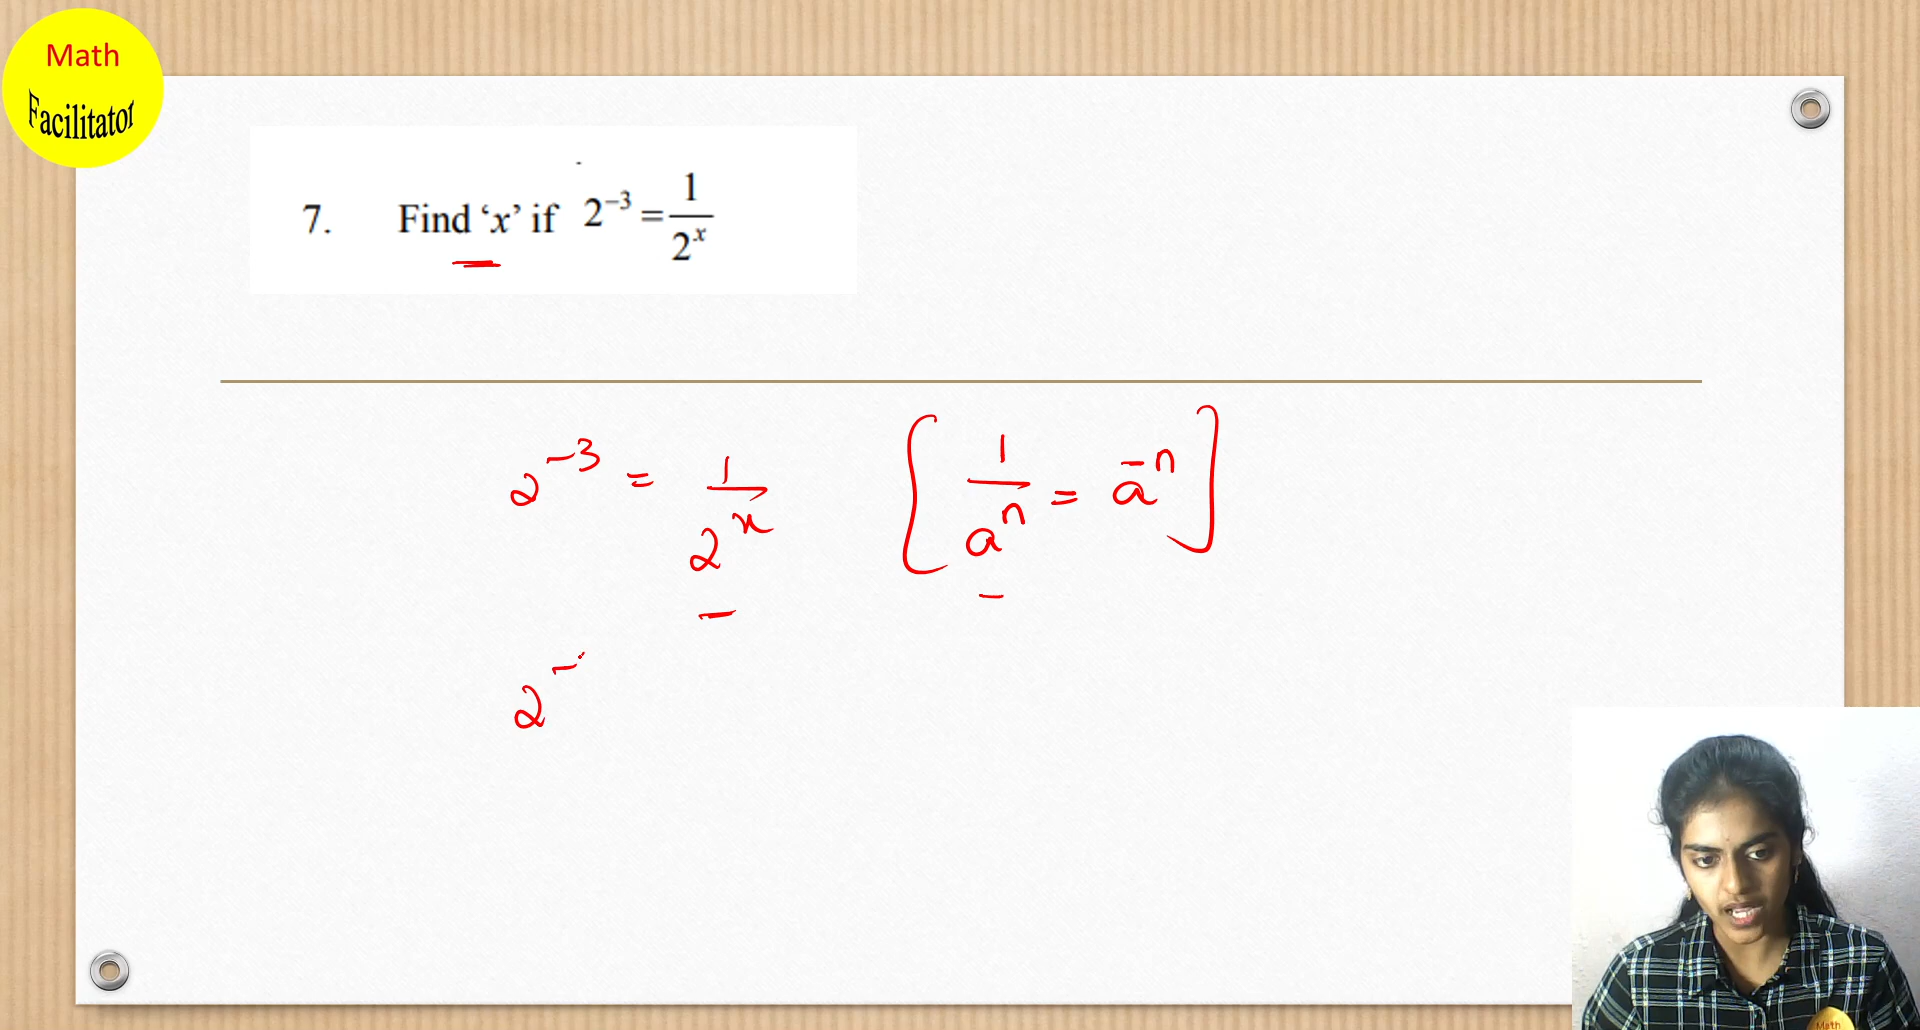 Math
Facilitator
7. Find ‘x’ if 2⁻³ = 1/2ˣ
2⁻³ = 1/2ˣ [1/aⁿ = a⁻ⁿ]
2⁻
Math